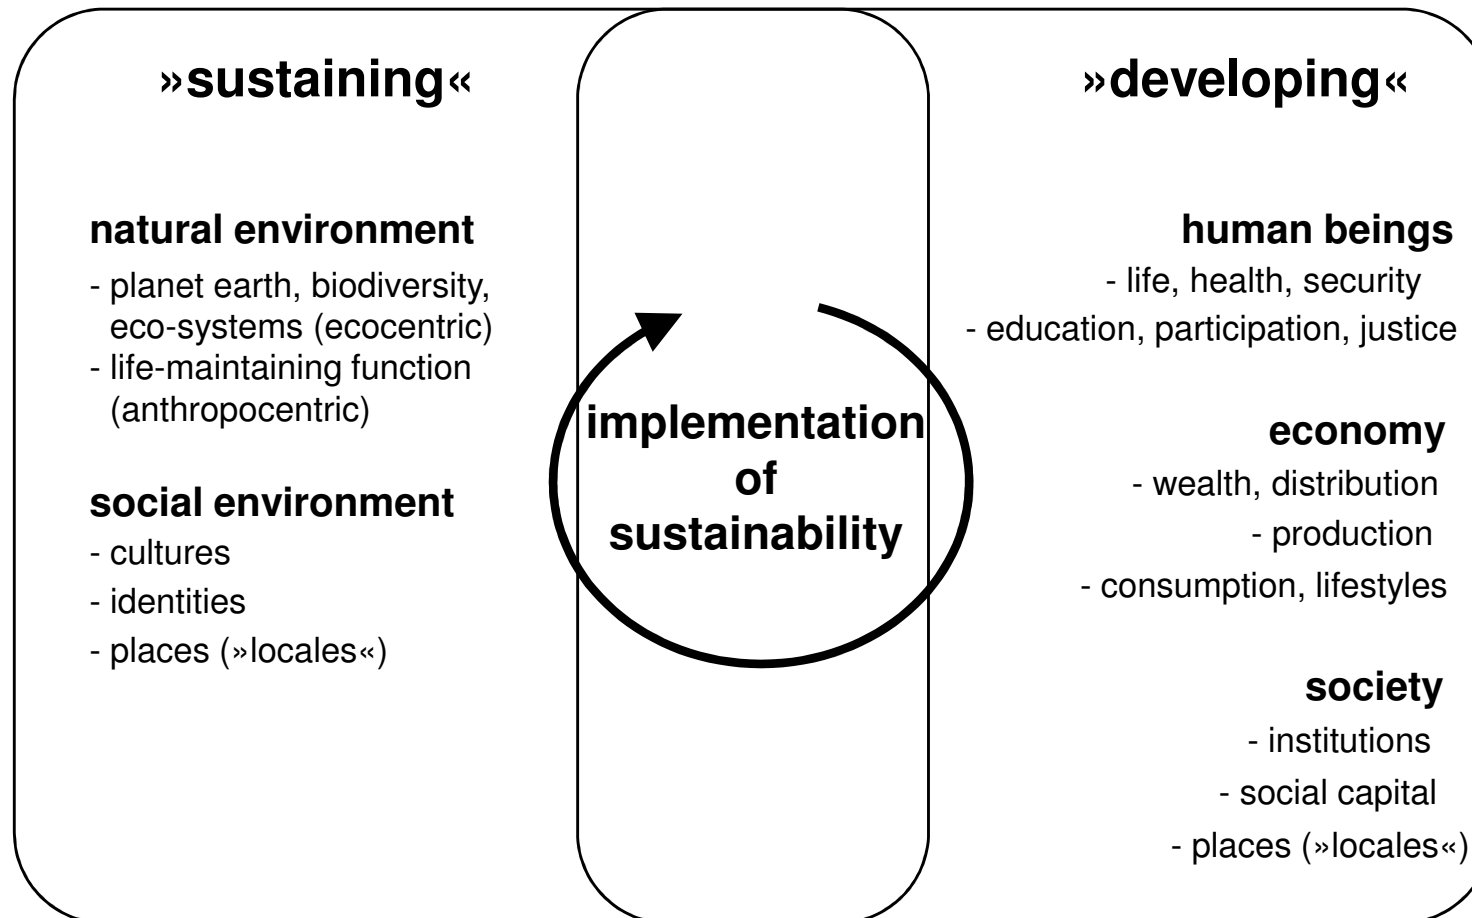 »sustaining«
natural environment
- planet earth, biodiversity,
eco-systems (ecocentric)
- life-maintaining function
(anthropocentric)
social environment
- cultures
- identities
- places (»locales«)
implementation
of
sustainability
»developing«
human beings
- life, health, security
- education, participation, justice
economy
- wealth, distribution
- production
- consumption, lifestyles
society
- institutions
- social capital
- places (»locales«)